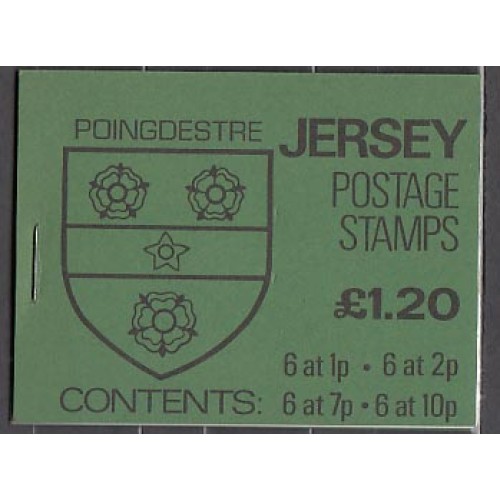 POINGDESTRE
JERSEY
POSTAGE
STAMPS
£1.20
6 at 1p • 6 at 2p
CONTENTS: 6 at 7p • 6 at 10p